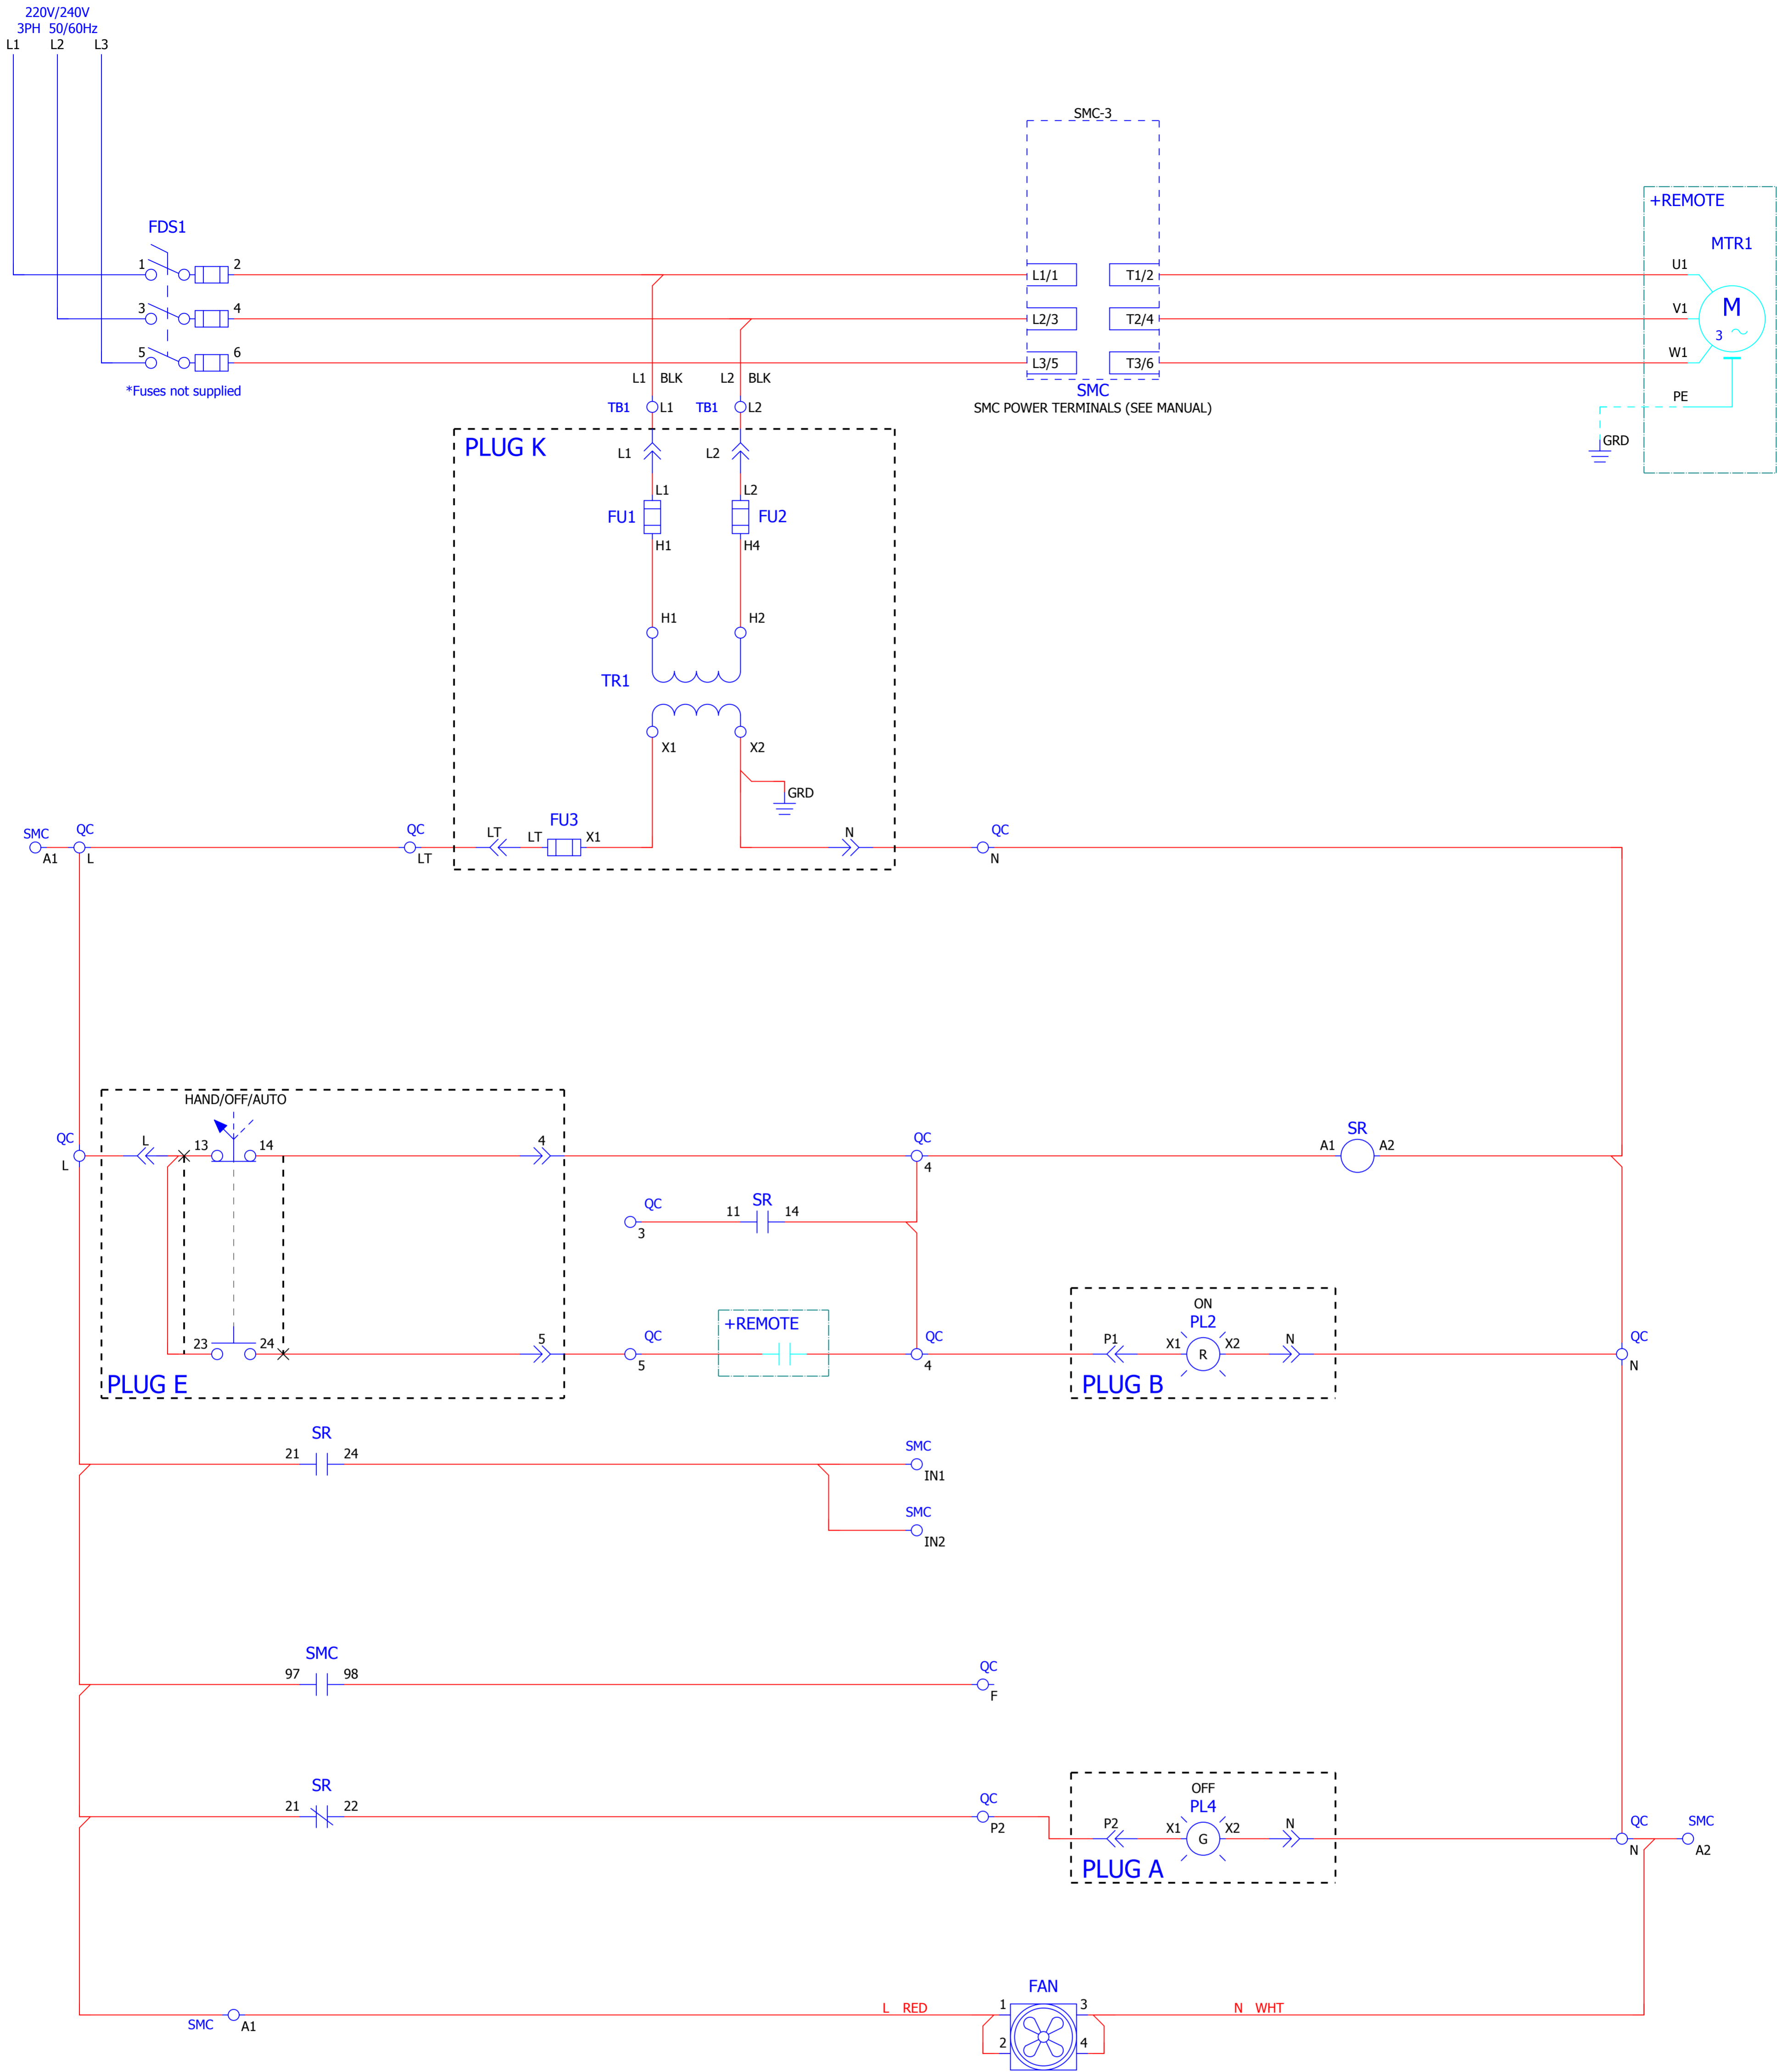 220V/240V
3PH 50/60Hz
L1 L2 L3
SMC-3
+REMOTE
MTR1
FDS1
1 2
3 4
5 6
*Fuses not supplied
L1/1 T1/2
L2/3 T2/4
L3/5 T3/6
SMC
SMC POWER TERMINALS (SEE MANUAL)
U1
V1
W1
M
3
PE
GRD
L1 BLK L2 BLK
TB1 L1 TB1 L2
PLUG K
L1 L2
L1 L2
FU1 FU2
H1 H4
H1 H2
TR1
X1 X2
GRD
FU3
SMC QC QC LT LT X1 N QC
A1 L LT N
HAND/OFF/AUTO
QC L 13 14 4 QC SR
L 4 A1 A2
QC 11 SR 14
3
+REMOTE
ON
PL2
23 24 5 QC QC P1 X1 R X2 N QC
5 4 N
PLUG E PLUG B
SR
21 24 SMC
IN1
SMC
IN2
SMC
97 98 QC
F
SR
21 22 QC
P2
OFF
PL4
P2 X1 G X2 N QC SMC
N A2
PLUG A
FAN
L RED 1 3 N WHT
SMC A1
2 4